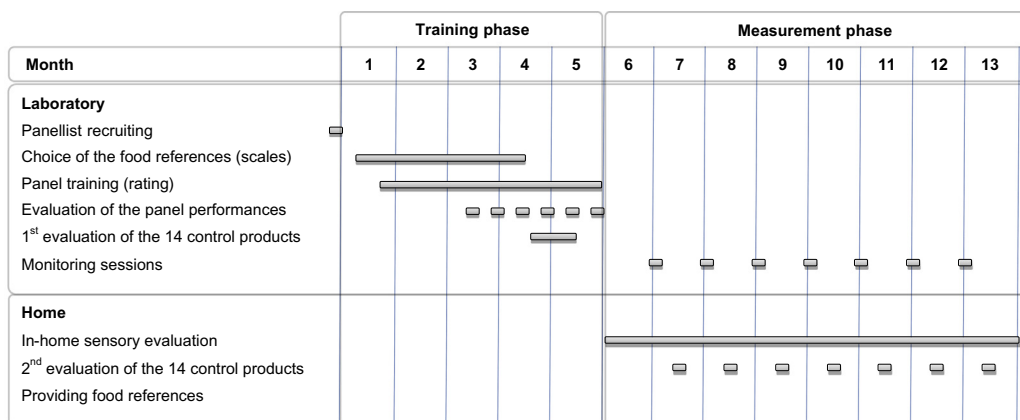 Training phase Measurement phase
Month 1 2 3 4 5 6 7 8 9 10 11 12 13
Laboratory
Panellist recruiting
Choice of the food references (scales)
Panel training (rating)
Evaluation of the panel performances
1st evaluation of the 14 control products
Monitoring sessions
Home
In-home sensory evaluation
2nd evaluation of the 14 control products
Providing food references